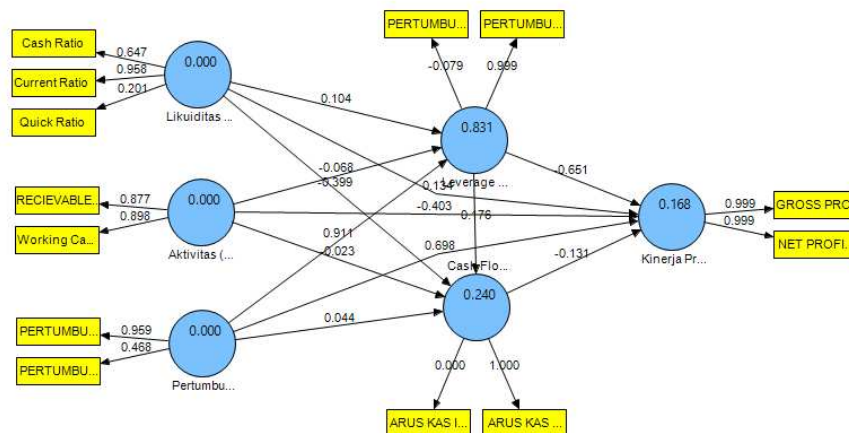 Cash Ratio
Current Ratio
Quick Ratio
0.647
0.958
0.201
0.000
Likuiditas ...
RECIEVABLE...
Working Ca...
0.877
0.898
0.000
Aktivitas (...
PERTUMBU...
PERTUMBU...
0.959
0.468
0.000
Pertumbu...
PERTUMBU...
PERTUMBU...
-0.079
0.999
0.831
Leverage ...
0.104
-0.068
-0.399
0.134
-0.403
0.176
0.911
-0.023
0.698
0.044
-0.651
-0.131
Cash Flo...
0.240
0.000
1.000
ARUS KAS I...
ARUS KAS ...
0.168
Kinerja Pr...
0.999
0.999
GROSS PRO
NET PROFI...